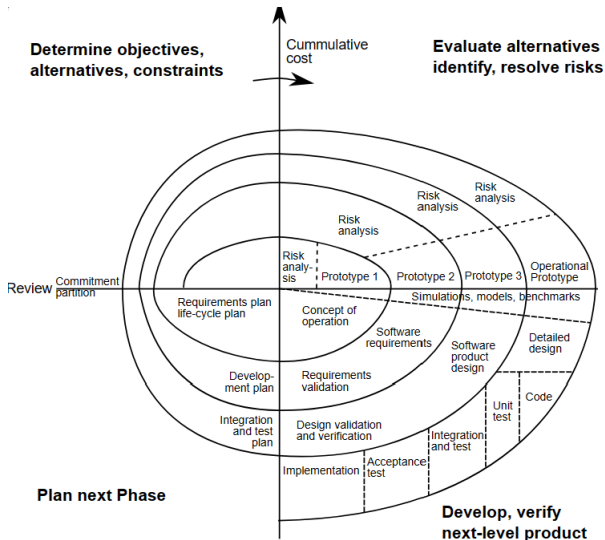 Determine objectives,
alternatives, constraints
Cummulative
cost
Evaluate alternatives
identify, resolve risks
Risk
analysis
Risk
analysis
Risk
analysis
Risk
analy-
sis
Prototype 1
Prototype 2
Prototype 3
Operational
Prototype
Review
Commitment
partition
Simulations, models, benchmarks
Requirements plan
life-cycle plan
Concept of
operation
Software
requirements
Software
product
design
Detailed
design
Develop-
ment plan
Requirements
validation
Integration
and test
plan
Design validation
and verification
Implementation
Acceptance
test
Integration
and test
Unit
test
Code
Plan next Phase
Develop, verify
next-level product